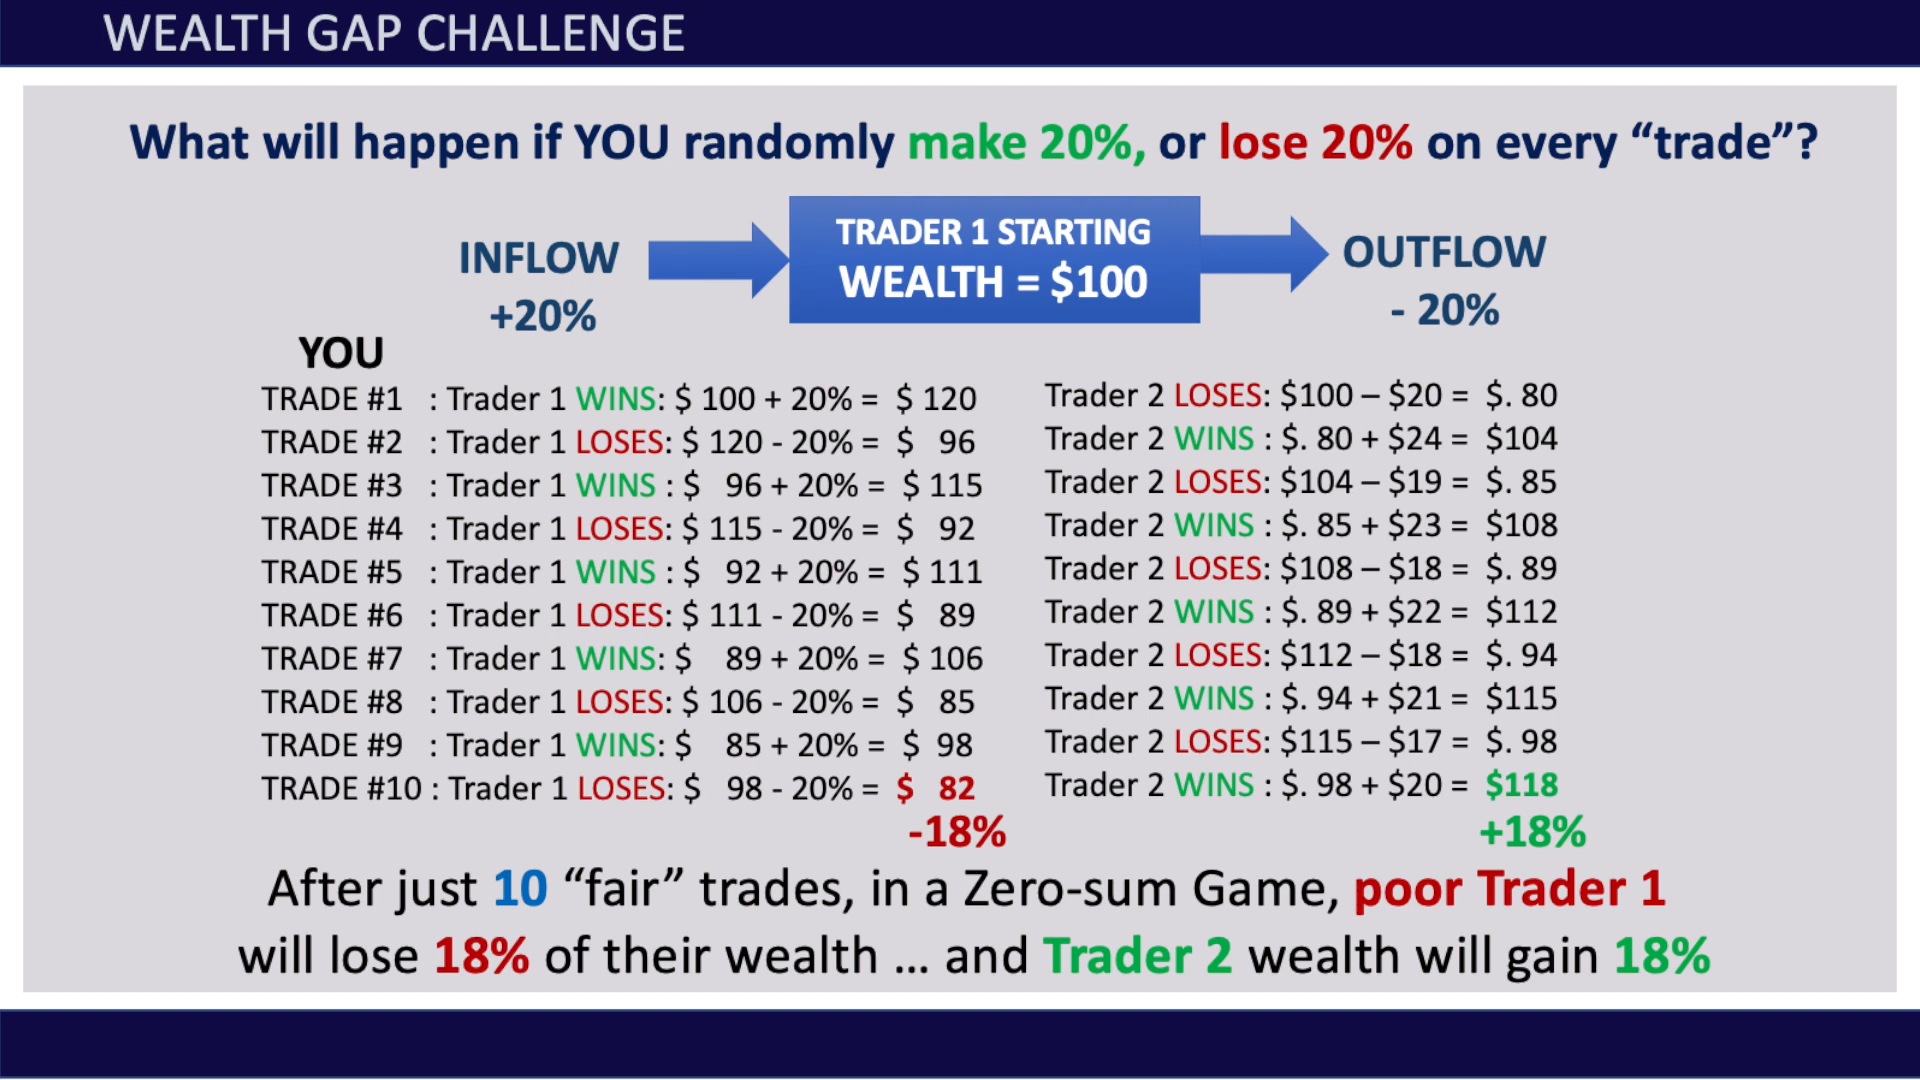 WEALTH GAP CHALLENGE
What will happen if YOU randomly make 20%, or lose 20% on every “trade”?
INFLOW
+20%
TRADER 1 STARTING
WEALTH = $100
OUTFLOW
- 20%
YOU
TRADE #1 : Trader 1 WINS: $ 100 + 20% = $ 120
TRADE #2 : Trader 1 LOSES: $ 120 - 20% = $ 96
TRADE #3 : Trader 1 WINS : $ 96 + 20% = $ 115
TRADE #4 : Trader 1 LOSES: $ 115 - 20% = $ 92
TRADE #5 : Trader 1 WINS : $ 92 + 20% = $ 111
TRADE #6 : Trader 1 LOSES: $ 111 - 20% = $ 89
TRADE #7 : Trader 1 WINS: $ 89 + 20% = $ 106
TRADE #8 : Trader 1 LOSES: $ 106 - 20% = $ 85
TRADE #9 : Trader 1 WINS: $ 85 + 20% = $ 98
TRADE #10 : Trader 1 LOSES: $ 98 - 20% = $ 82
-18%
Trader 2 LOSES: $100 – $20 = $. 80
Trader 2 WINS : $. 80 + $24 = $104
Trader 2 LOSES: $104 – $19 = $. 85
Trader 2 WINS : $. 85 + $23 = $108
Trader 2 LOSES: $108 – $18 = $. 89
Trader 2 WINS : $. 89 + $22 = $112
Trader 2 LOSES: $112 – $18 = $. 94
Trader 2 WINS : $. 94 + $21 = $115
Trader 2 LOSES: $115 – $17 = $. 98
Trader 2 WINS : $. 98 + $20 = $118
+18%
After just 10 “fair” trades, in a Zero-sum Game, poor Trader 1
will lose 18% of their wealth ... and Trader 2 wealth will gain 18%